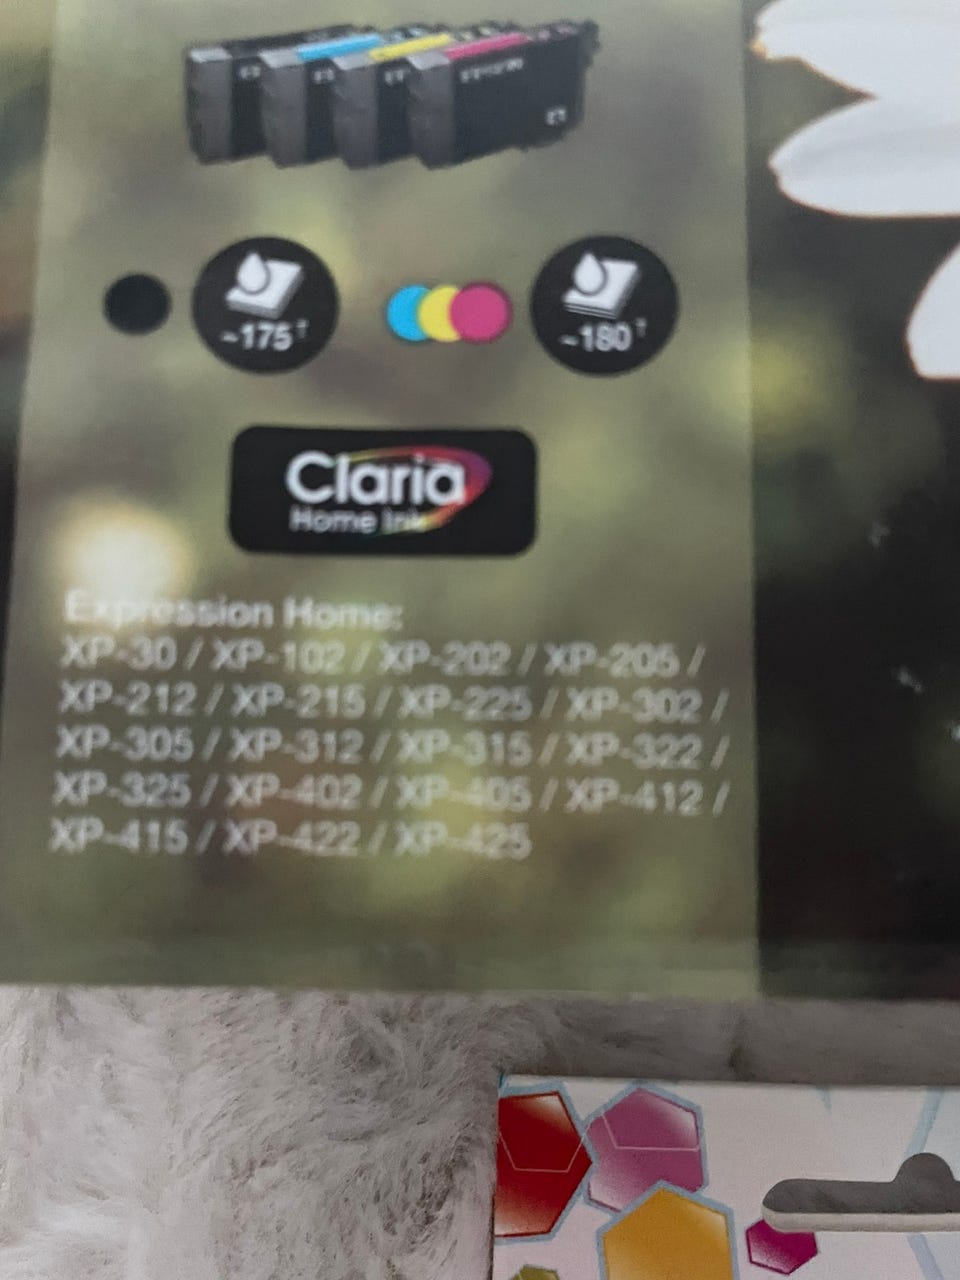 ~175†
~180†
Claria
Home Ink
Expression Home:
XP-30 / XP-102 / XP-202 / XP-205 /
XP-212 / XP-215 / XP-225 / XP-302 /
XP-305 / XP-312 / XP-315 / XP-322 /
XP-325 / XP-402 / XP-405 / XP-412 /
XP-415 / XP-422 / XP-425